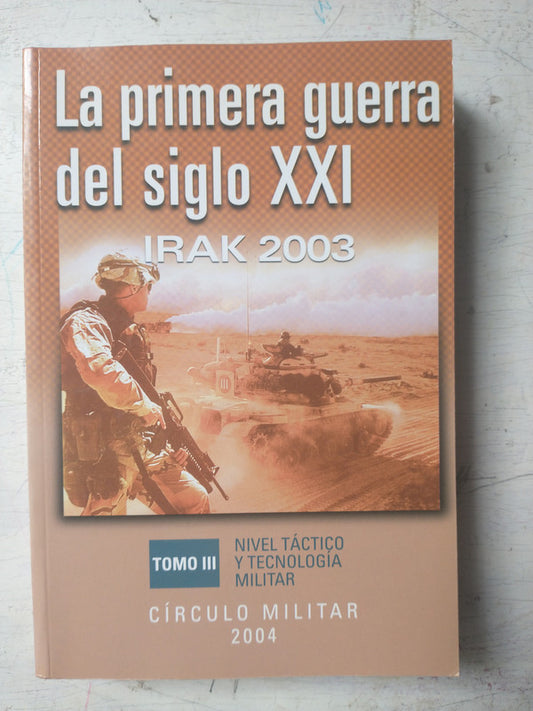 La primera guerra
del siglo XXI
IRAK 2003
TOMO III
NIVEL TÁCTICO
Y TECNOLOGÍA
MILITAR
CÍRCULO MILITAR
2004